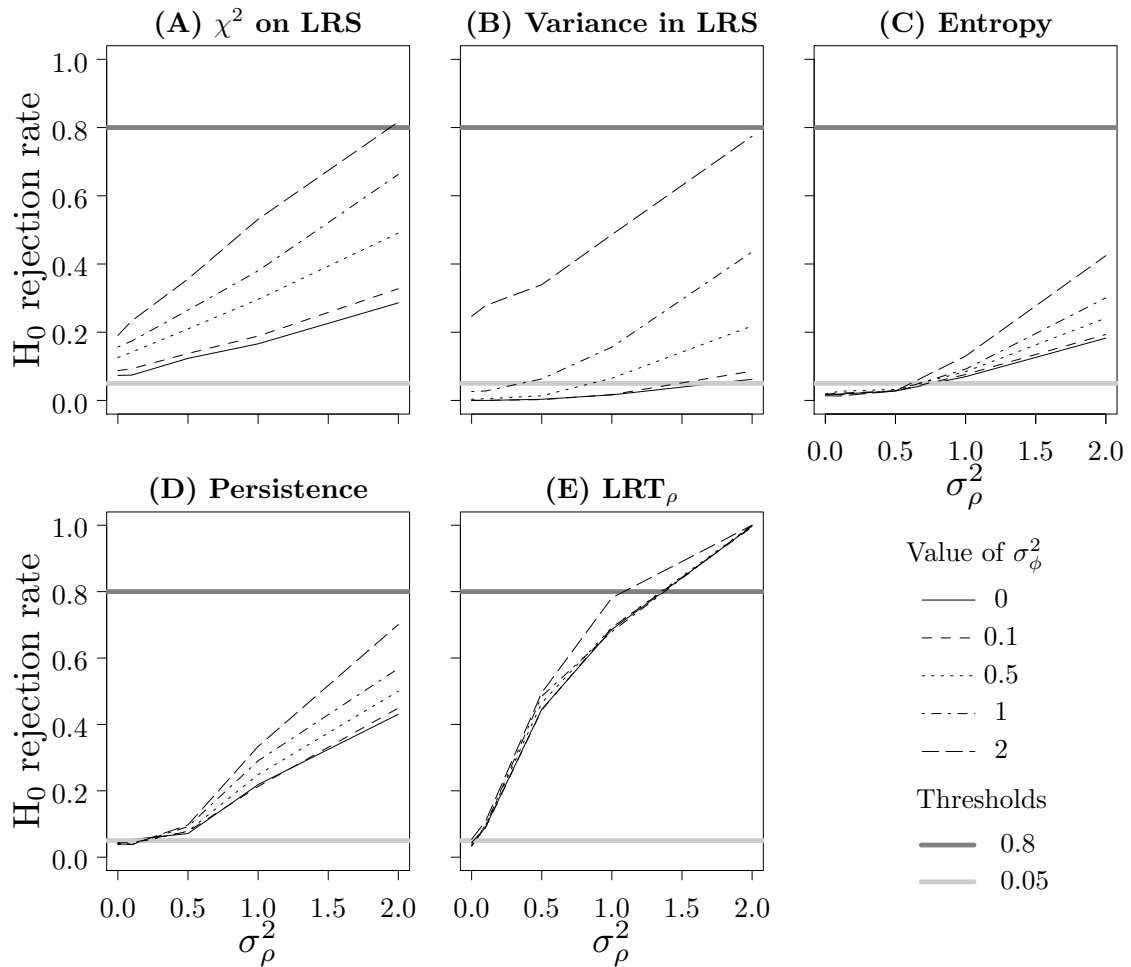 (A) χ² on LRS
(B) Variance in LRS
(C) Entropy
H₀ rejection rate
1.0
0.8
0.6
0.4
0.2
0.0
0.0 0.5 1.0 1.5 2.0
σ²ρ
(D) Persistence
(E) LRTρ
H₀ rejection rate
1.0
0.8
0.6
0.4
0.2
0.0
0.0 0.5 1.0 1.5 2.0
σ²ρ
0.0 0.5 1.0 1.5 2.0
σ²ρ
Value of σ²ϕ
0
0.1
0.5
1
2
Thresholds
0.8
0.05